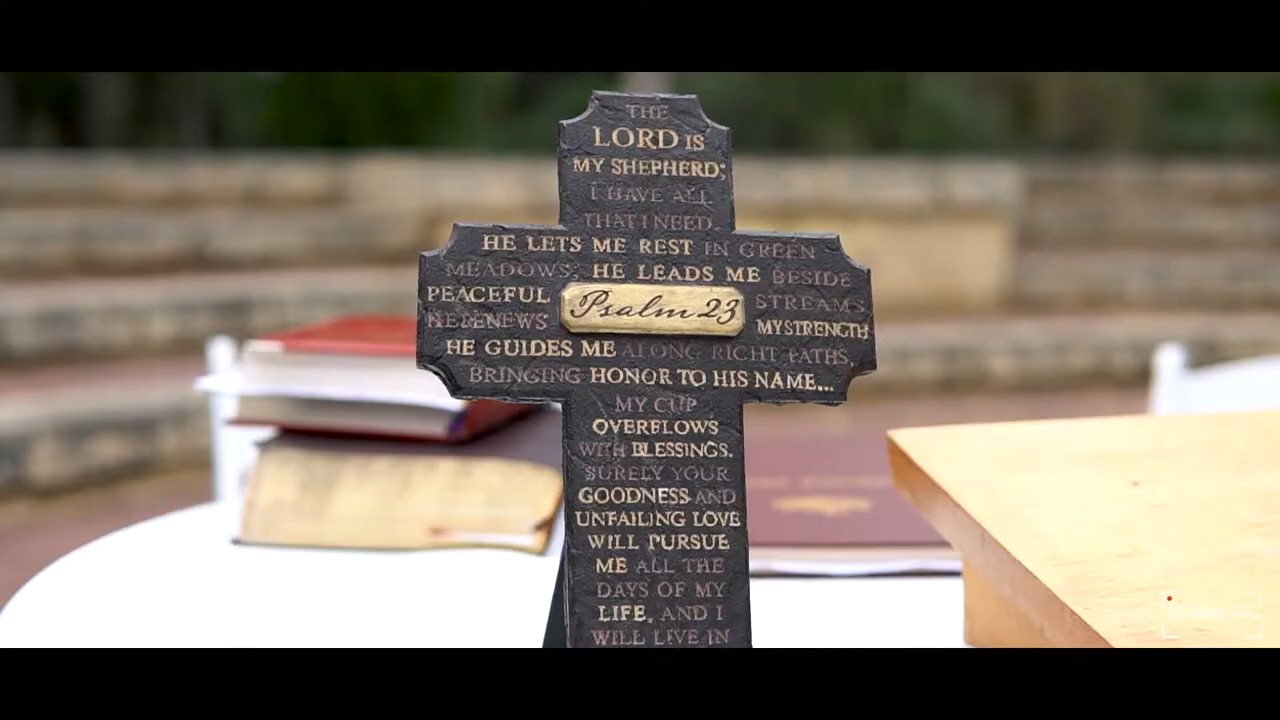 THE
LORD IS
MY SHEPHERD;
I HAVE ALL
THAT I NEED.
HE LETS ME REST IN GREEN
MEADOWS; HE LEADS ME BESIDE
PEACEFUL STREAMS.
Psalm 23
HE RENEWS MY STRENGTH
HE GUIDES ME ALONG RIGHT PATHS,
BRINGING HONOR TO HIS NAME...
MY CUP
OVERFLOWS
WITH BLESSINGS.
SURELY YOUR
GOODNESS AND
UNFAILING LOVE
WILL PURSUE
ME ALL THE
DAYS OF MY
LIFE, AND I
WILL LIVE IN